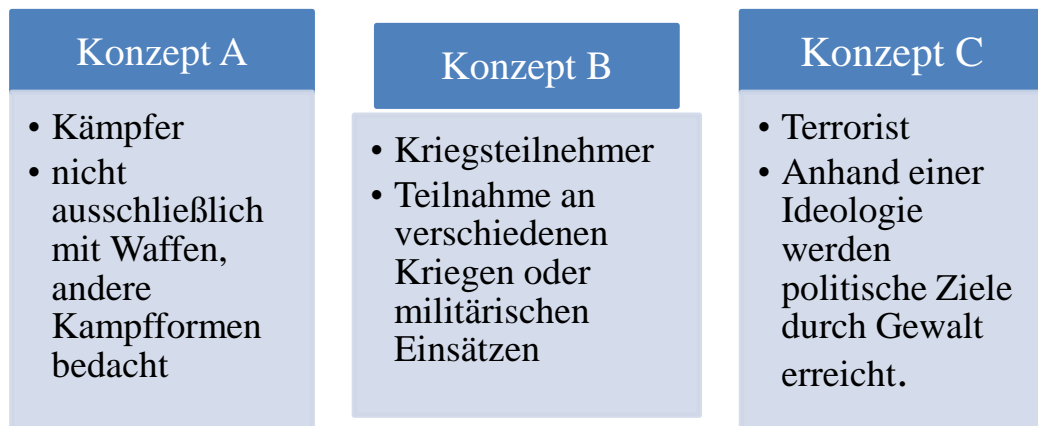 Konzept A
• Kämpfer
• nicht
ausschließlich
mit Waffen,
andere
Kampfformen
bedacht
Konzept B
• Kriegsteilnehmer
• Teilnahme an
verschiedenen
Kriegen oder
militärischen
Einsätzen
Konzept C
• Terrorist
• Anhand einer
Ideologie
werden
politische Ziele
durch Gewalt
erreicht.